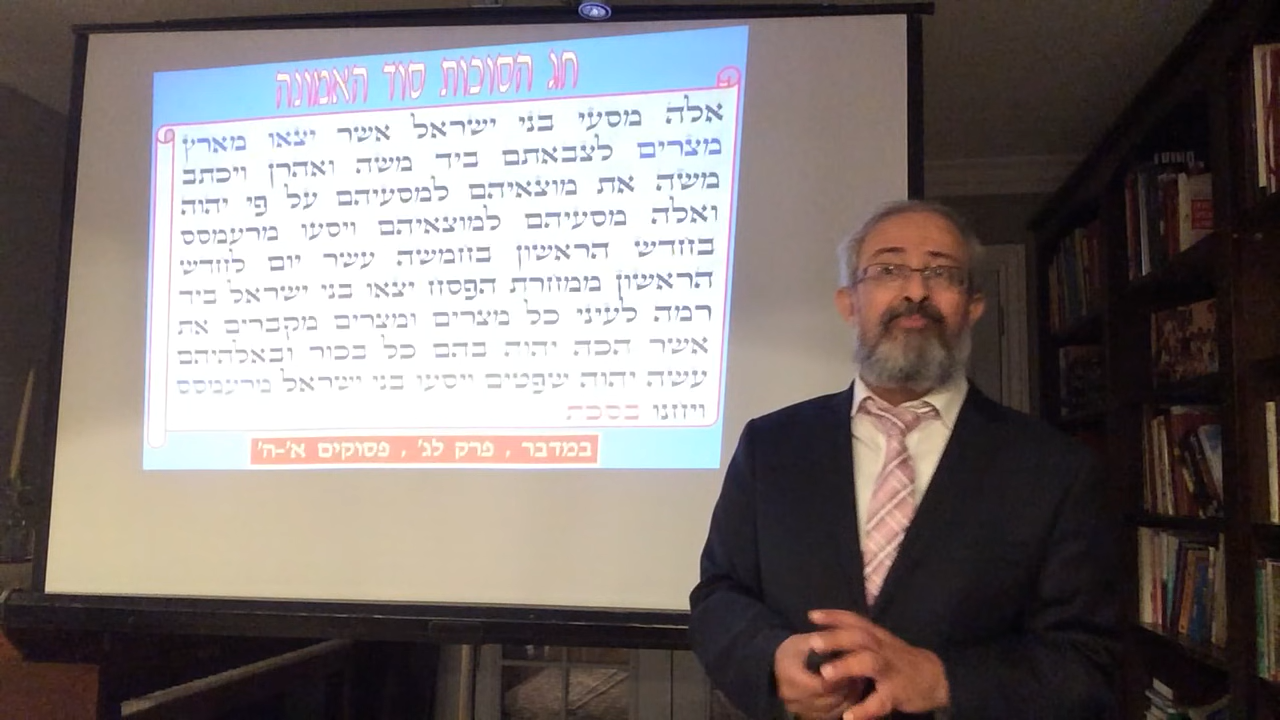 חג הסוכות סוד האמונה
אלה מסעי בני ישראל אשר יצאו מארץ
מצרים לצבאתם ביד משה ואהרן ויכתב
משה את מוצאיהם למסעיהם על פי יהוה
ואלה מסעיהם למוצאיהם ויסעו מרעמסס
בחדש הראשון בחמשה עשר יום לחדש
הראשון ממחרת הפסח יצאו בני ישראל ביד
רמה לעיני כל מצרים ומצרים מקברים את
אשר הכה יהוה בהם כל בכור ובאלהיהם
עשה יהוה שפטים ויסעו בני ישראל מרעמסס
ויחנו בסכת
במדבר , פרק לג' , פסוקים א'-ה'